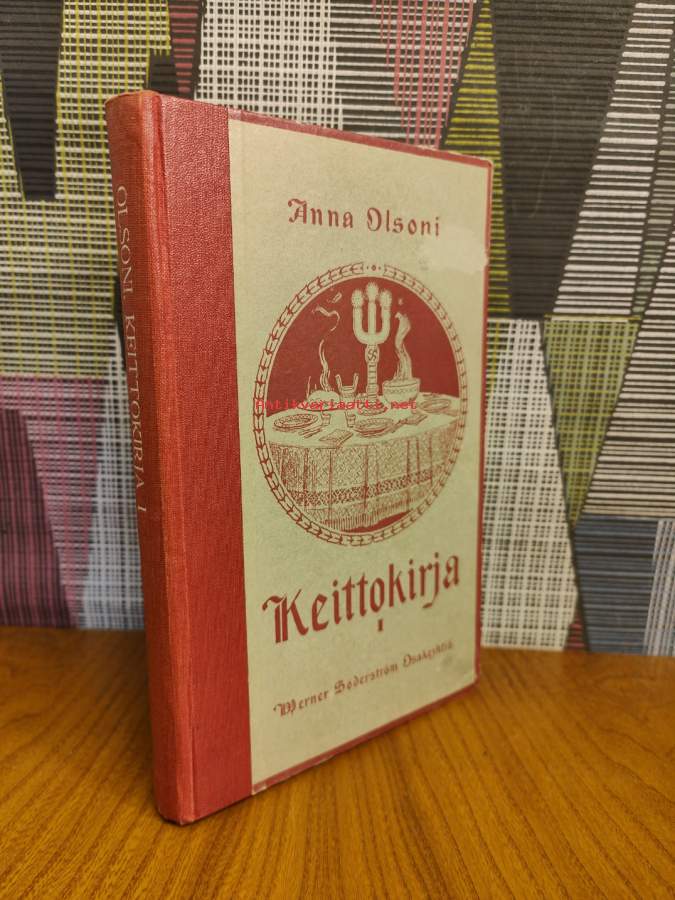 OLSONI, KEITTOKIRJA I
Anna Olsoni
Antikvariaatti.net
Keittokirja
I
Werner Söderström Osakeyhtiö